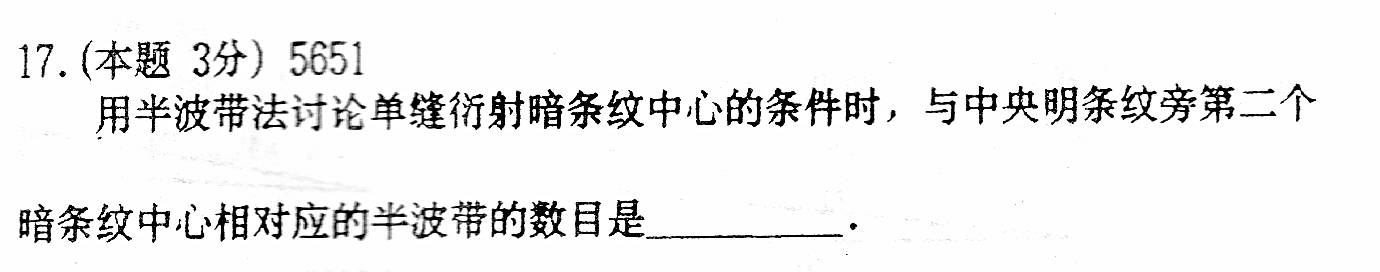 17.(本题 3分) 5651
用半波带法讨论单缝衍射暗条纹中心的条件时，与中央明条纹旁第二个
暗条纹中心相对应的半波带的数目是__________.